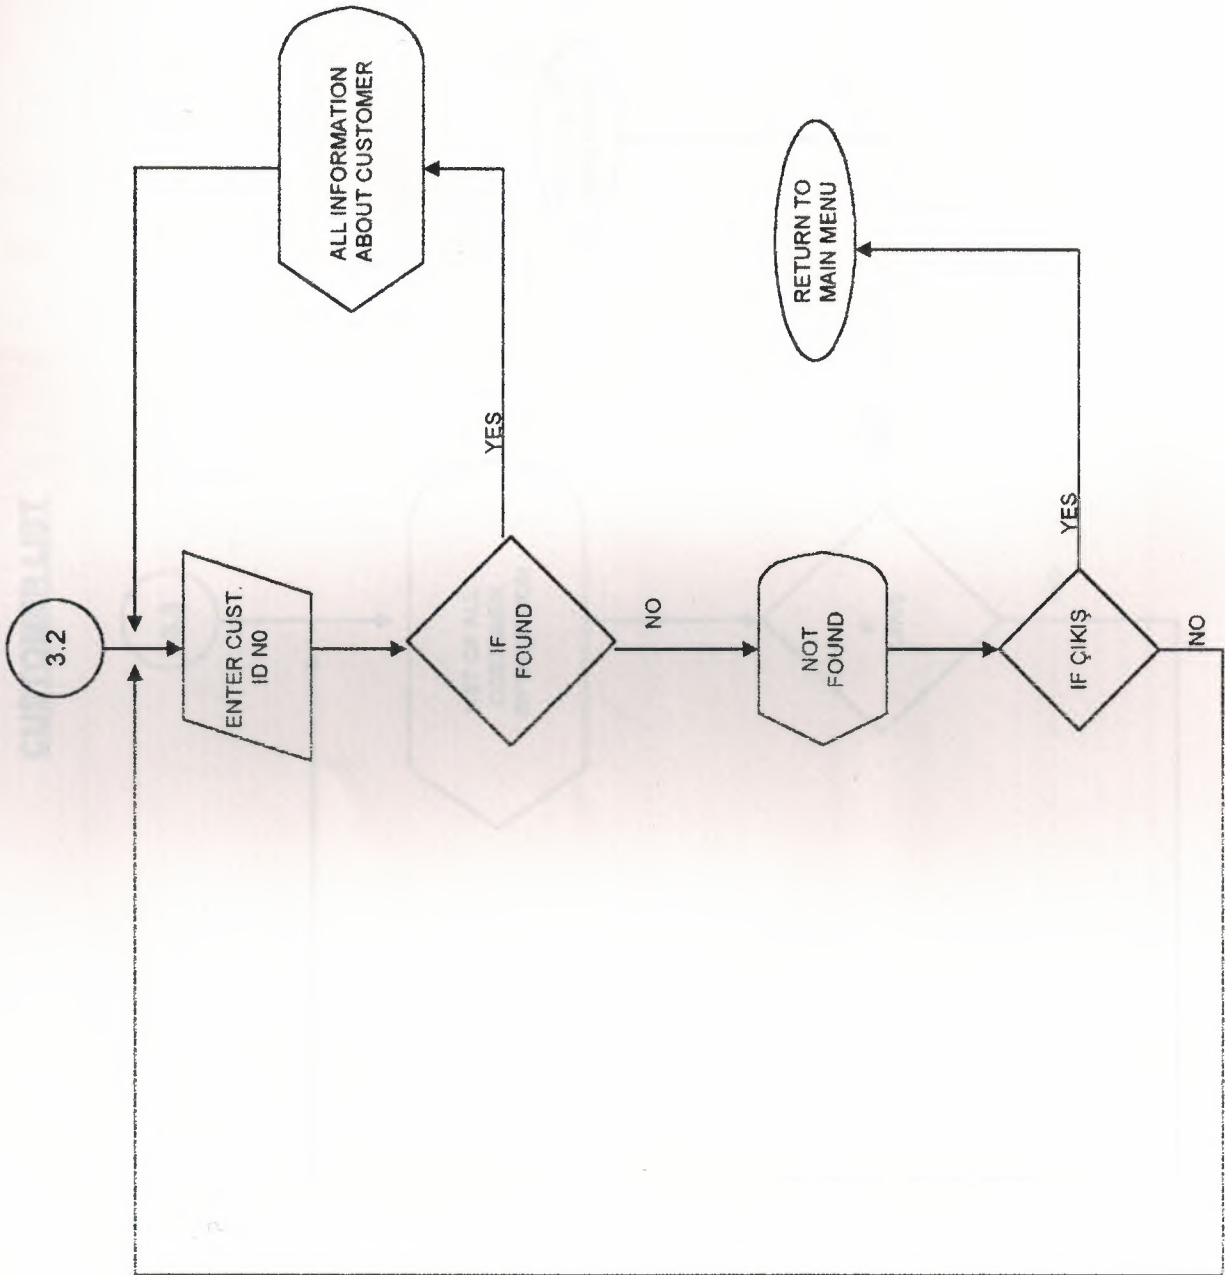 3.2
ENTER CUST.
ID NO
IF
FOUND
YES
ALL INFORMATION
ABOUT CUSTOMER
NO
NOT
FOUND
IF ÇIKIŞ
YES
RETURN TO
MAIN MENU
NO